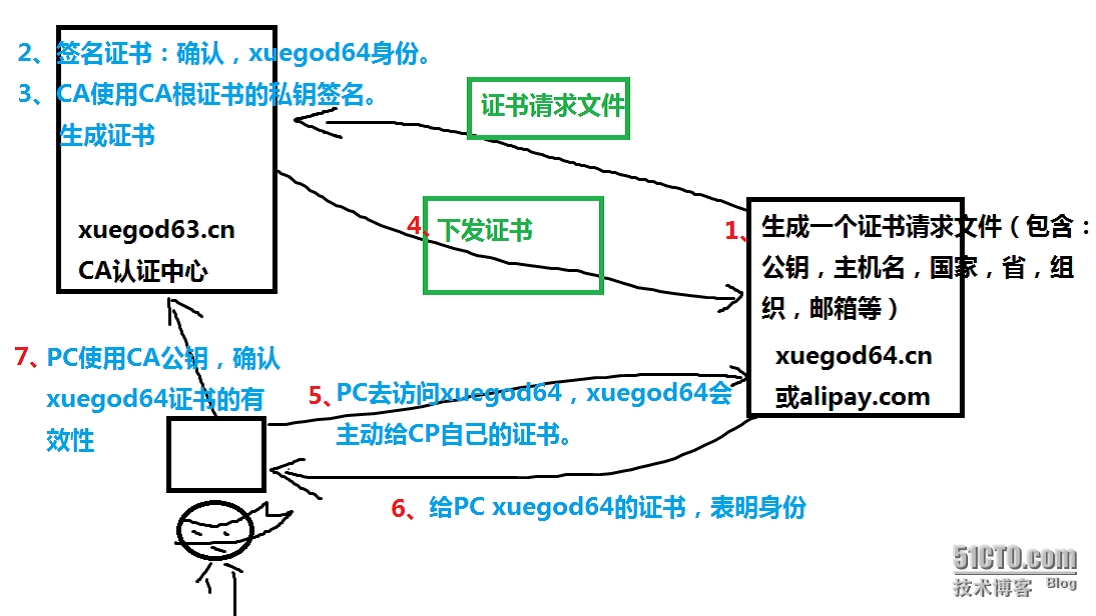 2、签名证书：确认，xuegod64身份。
3、CA使用CA根证书的私钥签名。
生成证书
xuegod63.cn
CA认证中心
证书请求文件
4、下发证书
1、生成一个证书请求文件（包含：
公钥，主机名，国家，省，组
织，邮箱等）
xuegod64.cn
或alipay.com
7、PC使用CA公钥，确认
xuegod64证书的有
效性
5、PC去访问xuegod64，xuegod64会
主动给CP自己的证书。
6、给PC xuegod64的证书，表明身份
51CTO.com
技术博客 Blog